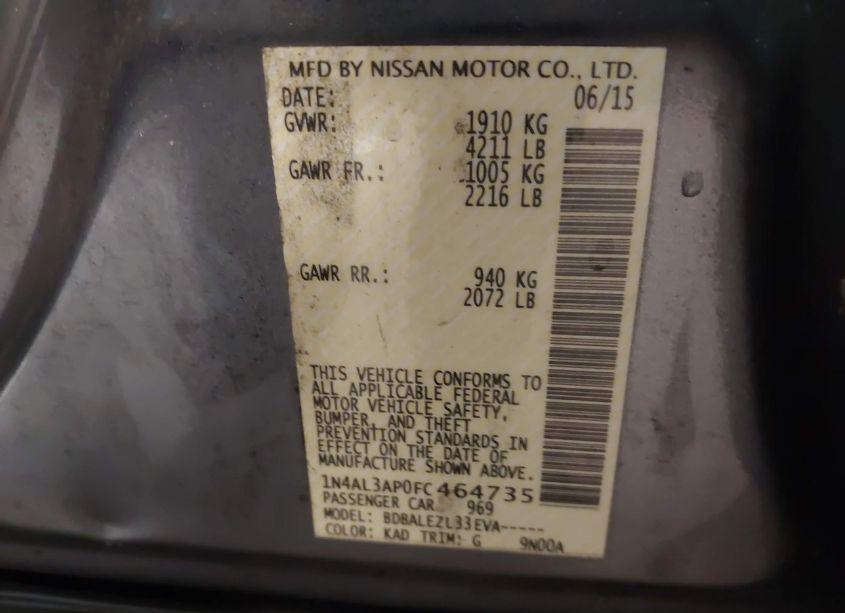 MFD BY NISSAN MOTOR CO., LTD.
DATE: 06/15
GVWR: 1910 KG
4211 LB
GAWR FR.: 1005 KG
2216 LB
GAWR RR.: 940 KG
2072 LB
THIS VEHICLE CONFORMS TO
ALL APPLICABLE FEDERAL
MOTOR VEHICLE SAFETY,
BUMPER, AND THEFT
PREVENTION STANDARDS IN
EFFECT ON THE DATE OF
MANUFACTURE SHOWN ABOVE.
1N4AL3AP0FC464735
PASSENGER CAR 969
MODEL: BDBALEZL33EVA-----
COLOR: KAD TRIM: G 9N00A